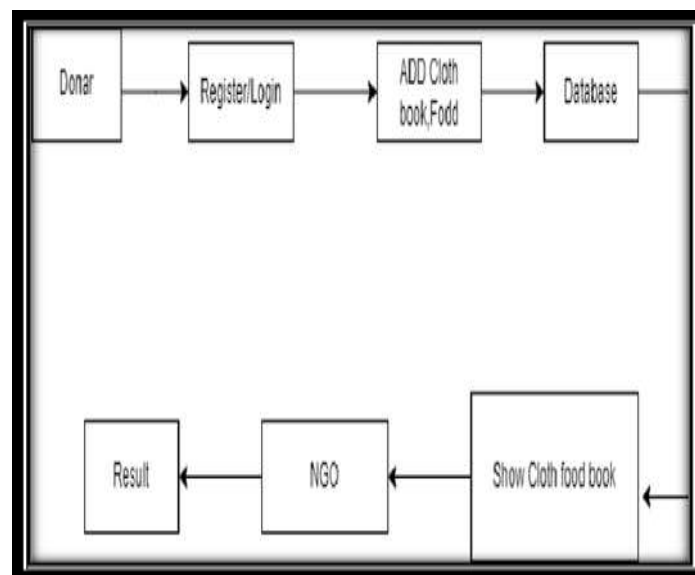 Donar
Register/Login
ADD Cloth
book,Fodd
Database
Show Cloth food book
NGO
Result